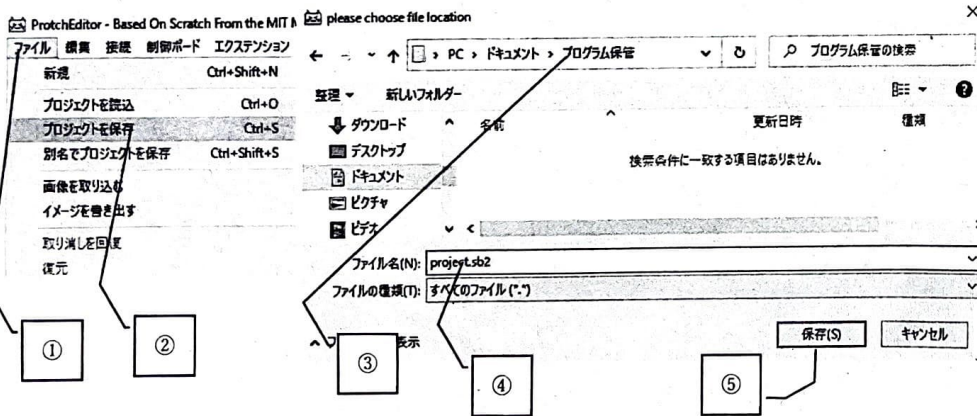 ProtchEditor - Based On Scratch From the MIT M
ファイル 編集 接続 制御ボード エクステンション
新規 Ctrl+Shift+N
プロジェクトを読込 Ctrl+O
プロジェクトを保存 Ctrl+S
別名でプロジェクトを保存 Ctrl+Shift+S
画像を取り込む
イメージを書き出す
取り消しを回復
復元
①
②
please choose file location
PC › ドキュメント › プログラム保管
プログラム保管の検索
整理 新しいフォルダー
ダウンロード
デスクトップ
ドキュメント
ピクチャ
ビデオ
名前 更新日時 種類
検索条件に一致する項目はありません。
ファイル名(N): project.sb2
ファイルの種類(T): すべてのファイル (*.*)
表示
保存(S) キャンセル
③
④
⑤